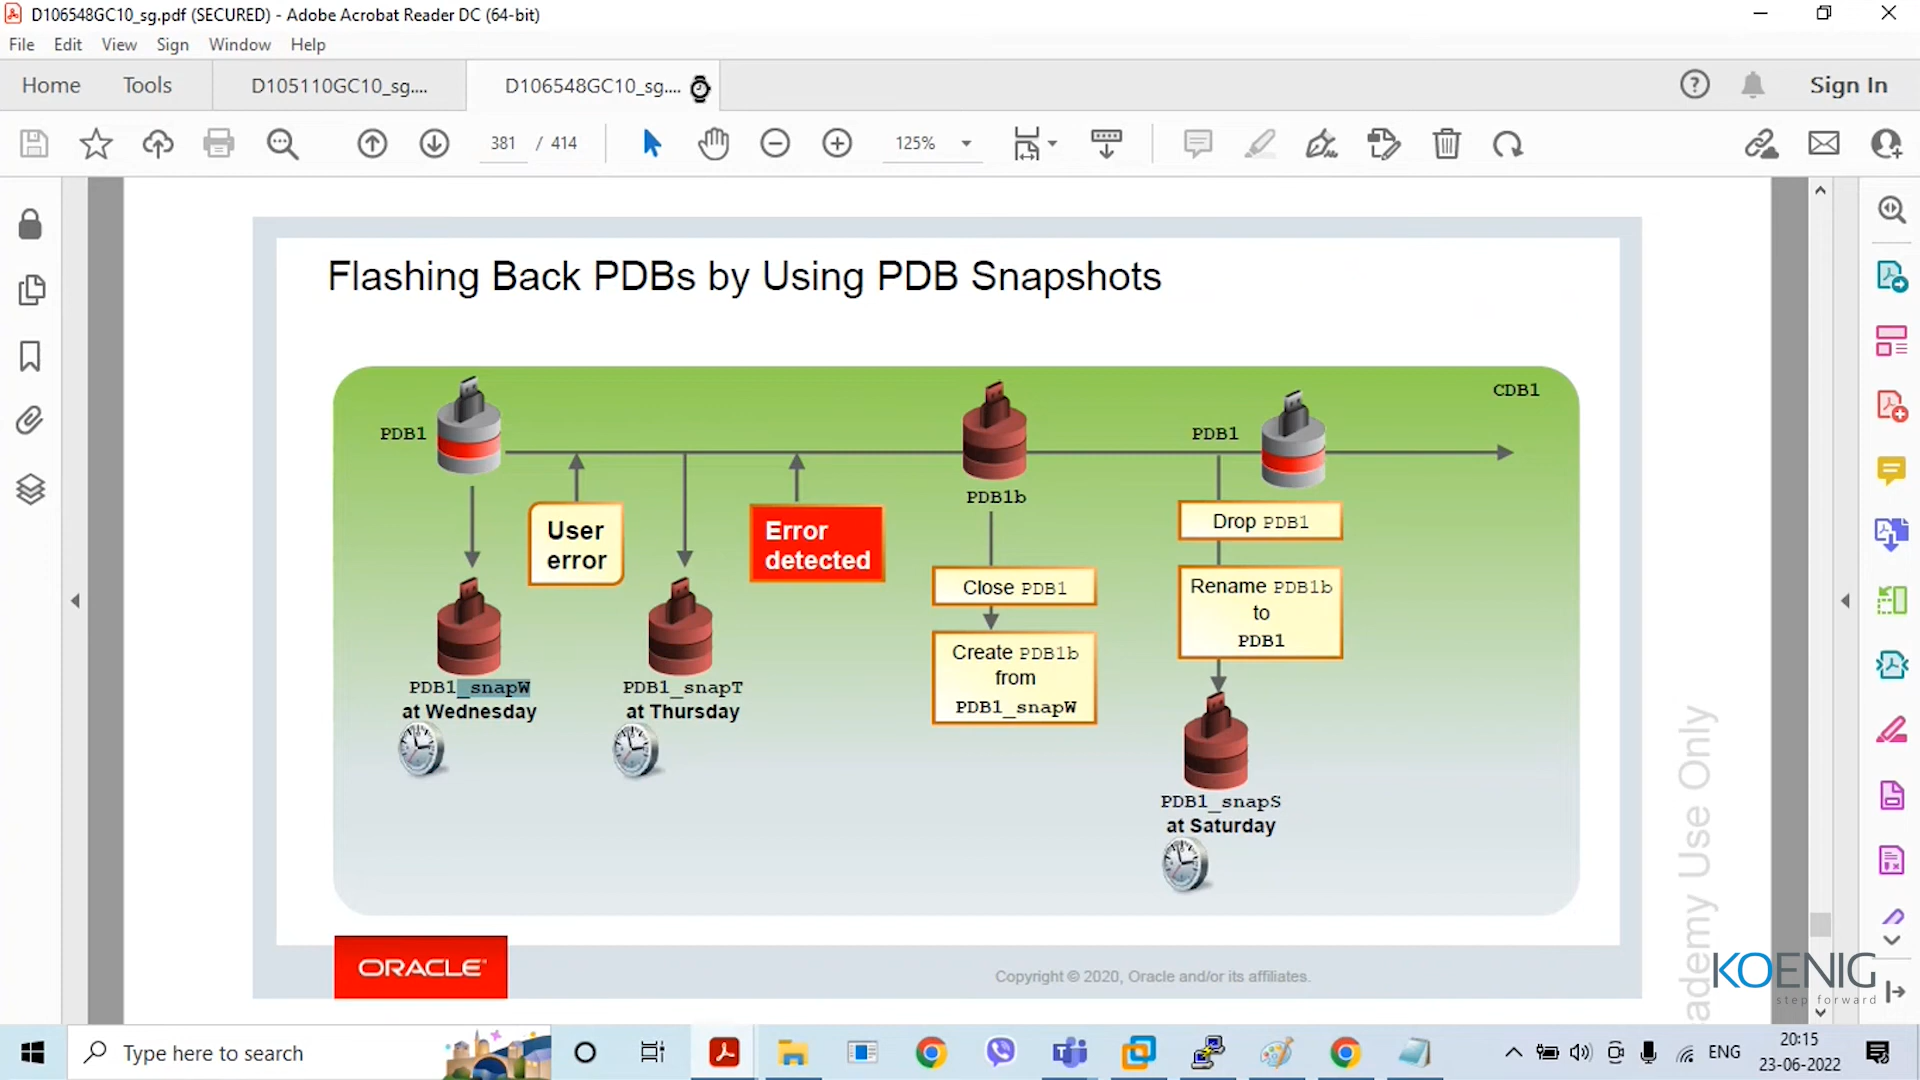 D106548GC10_sg.pdf (SECURED) - Adobe Acrobat Reader DC (64-bit)
File Edit View Sign Window Help
Home Tools D105110GC10_sg.... D106548GC10_sg.... Sign In
381 / 414 125%
Flashing Back PDBs by Using PDB Snapshots
CDB1
PDB1
PDB1
PDB1b
User
error
Error
detected
Drop PDB1
Close PDB1
Rename PDB1b
to
PDB1
Create PDB1b
from
PDB1_snapW
PDB1_snapW
at Wednesday
PDB1_snapT
at Thursday
PDB1_snapS
at Saturday
ORACLE
Copyright © 2020, Oracle and/or its affiliates.
ademy Use Only
KOENIG
step forward
Type here to search
ENG
20:15
23-06-2022